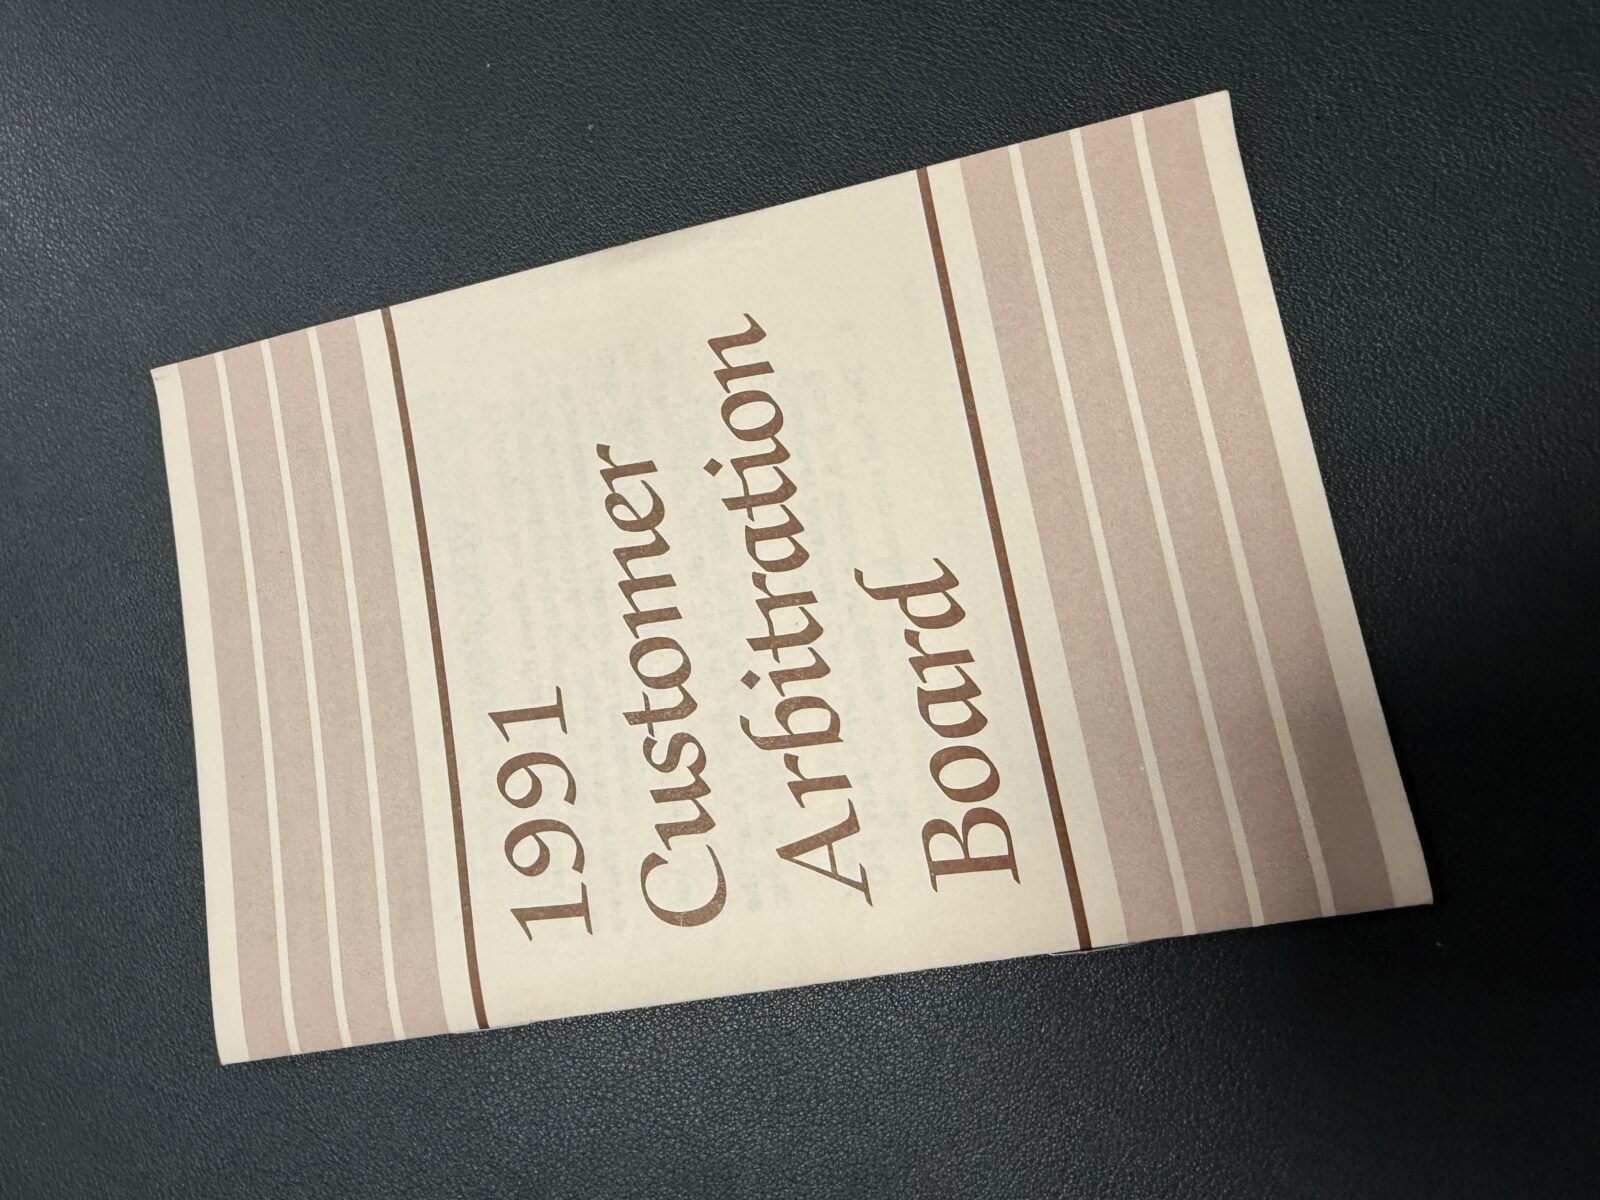 1991
Customer
Arbitration
Board